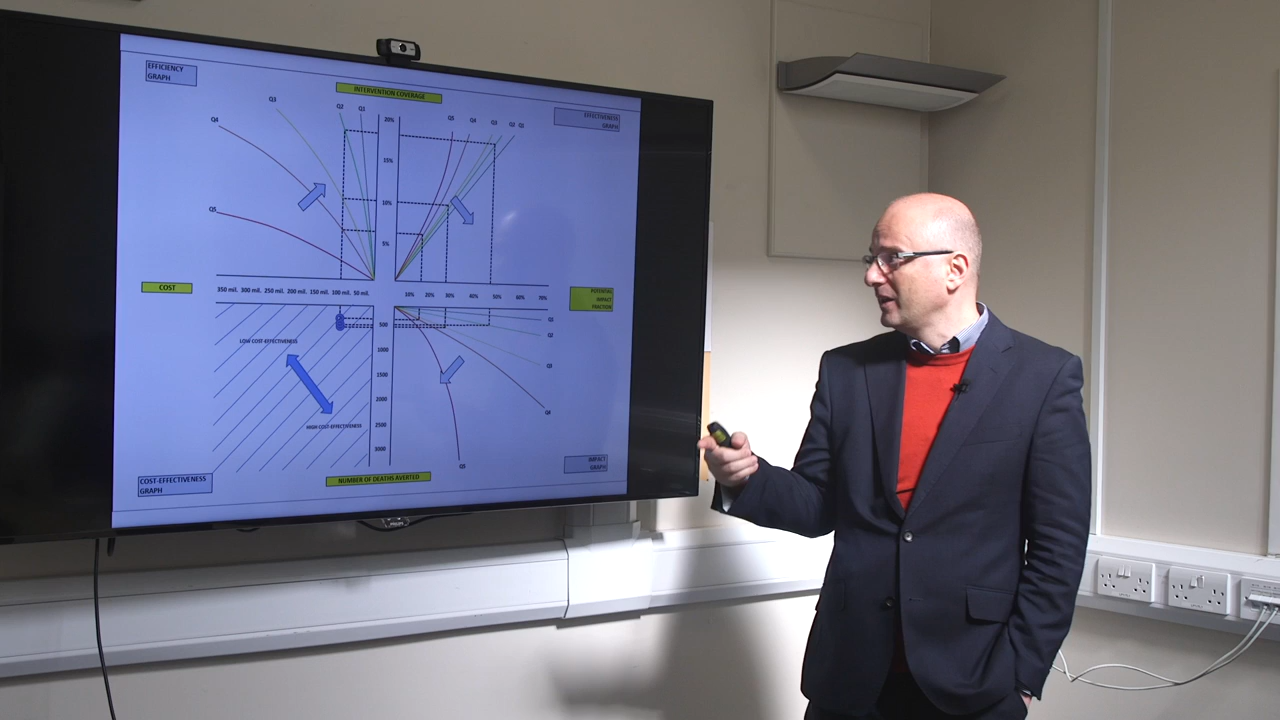 EFFICIENCY
GRAPH
INTERVENTION COVERAGE
EFFECTIVENESS
GRAPH
Q3
Q2
Q1
Q4
Q5
20%
15%
10%
5%
Q5
Q4
Q3
Q2
Q1
COST
350 mil.
300 mil.
250 mil.
200 mil.
150 mil.
100 mil.
50 mil.
10%
20%
30%
40%
50%
60%
70%
POTENTIAL
IMPACT
FRACTION
LOW COST-EFFECTIVENESS
HIGH COST-EFFECTIVENESS
500
1000
1500
2000
2500
3000
Q1
Q2
Q3
Q4
Q5
COST-EFFECTIVENESS
GRAPH
NUMBER OF DEATHS AVERTED
IMPACT
GRAPH
PHILIPS